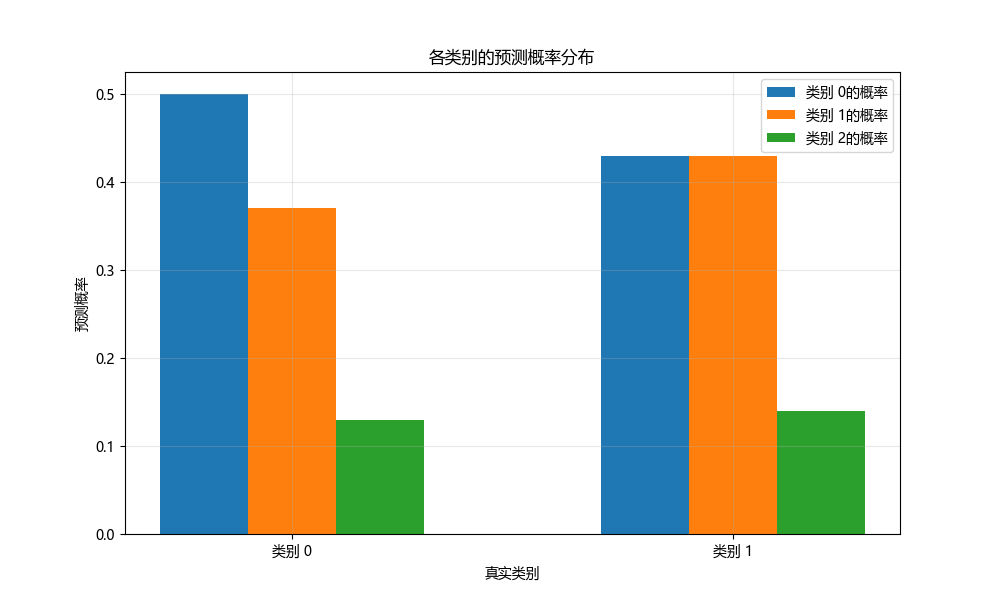 各类别的预测概率分布
类别 0的概率
类别 1的概率
类别 2的概率
预测概率
0.5
0.4
0.3
0.2
0.1
0.0
类别 0
类别 1
真实类别